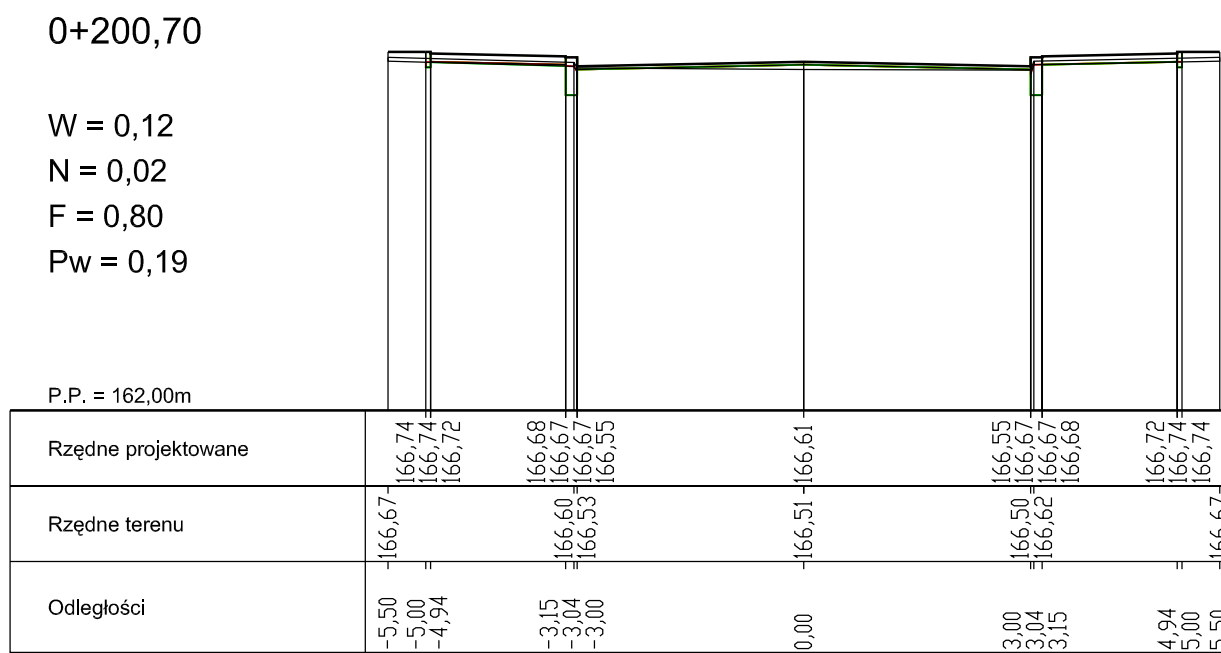 0+200,70
W = 0,12
N = 0,02
F = 0,80
Pw = 0,19
P.P. = 162,00m
Rzędne projektowane 166,74 166,74 166,72 166,68 166,67 166,67 166,55 166,61 166,55 166,67 166,67 166,68 166,72 166,74 166,74
Rzędne terenu 166,67 166,60 166,53 166,51 166,50 166,62 166,67
Odległości -5,50 -5,00 -4,94 -3,15 -3,04 -3,00 0,00 3,00 3,04 3,15 4,94 5,00 5,50